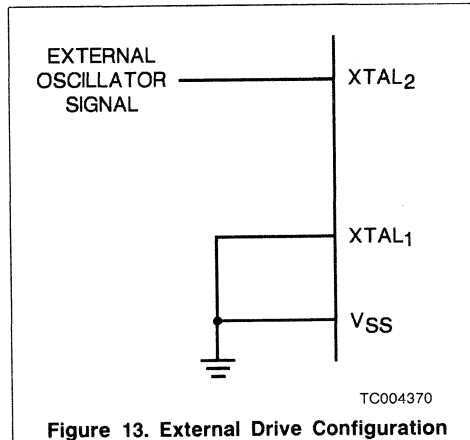 EXTERNAL
OSCILLATOR
SIGNAL
XTAL2
XTAL1
VSS
TC004370
Figure 13. External Drive Configuration